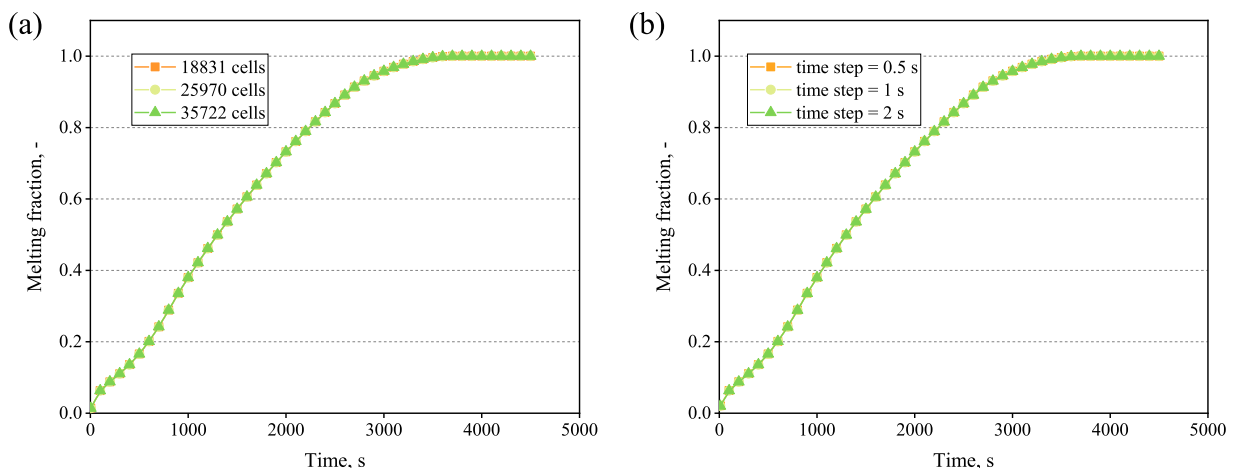 (a)
1.0
0.8
0.6
0.4
0.2
0.0
Melting fraction, -
18831 cells
25970 cells
35722 cells
0 1000 2000 3000 4000 5000
Time, s
(b)
1.0
0.8
0.6
0.4
0.2
0.0
Melting fraction, -
time step = 0.5 s
time step = 1 s
time step = 2 s
0 1000 2000 3000 4000 5000
Time, s